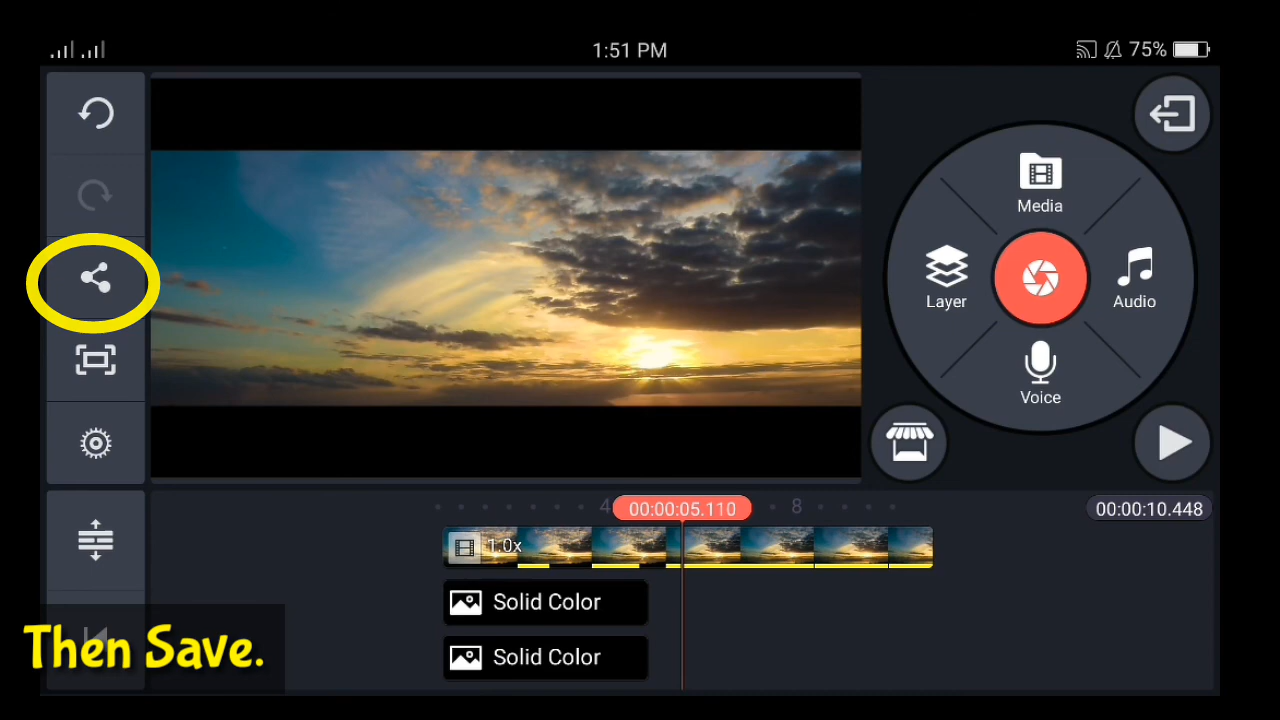 1:51 PM
75%
Media
Layer
Audio
Voice
4
00:00:05.110
8
00:00:10.448
1.0x
Solid Color
Solid Color
Then Save.